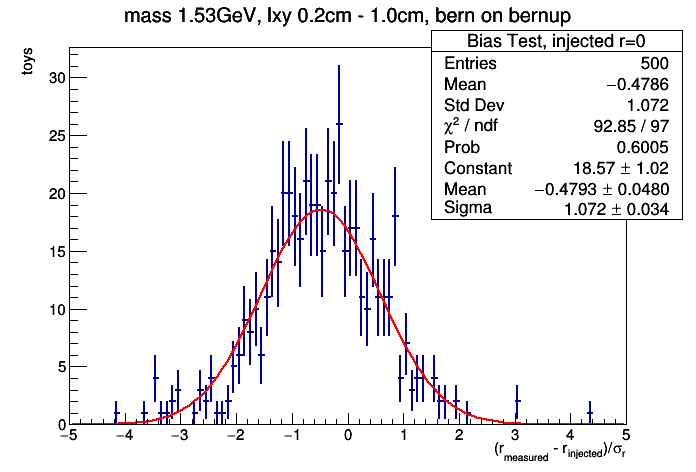 mass 1.53GeV, lxy 0.2cm - 1.0cm, bern on bernup
Bias Test, injected r=0
Entries 500
Mean −0.4786
Std Dev 1.072
χ² / ndf 92.85 / 97
Prob 0.6005
Constant 18.57 ± 1.02
Mean −0.4793 ± 0.0480
Sigma 1.072 ± 0.034
toys
30
25
20
15
10
5
0
−5 −4 −3 −2 −1 0 1 2 3 4 5
(r_measured - r_injected)/σ_r